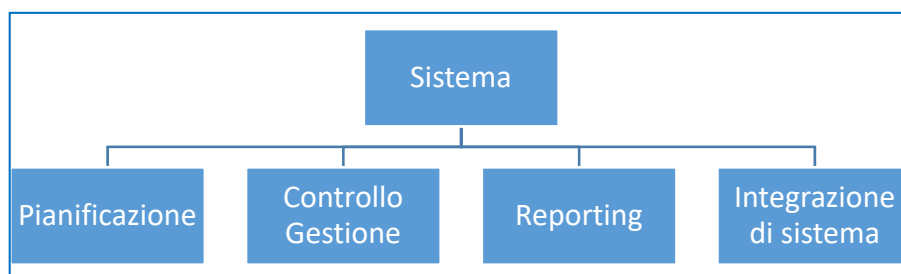 Sistema
Pianificazione
Controllo
Gestione
Reporting
Integrazione
di sistema